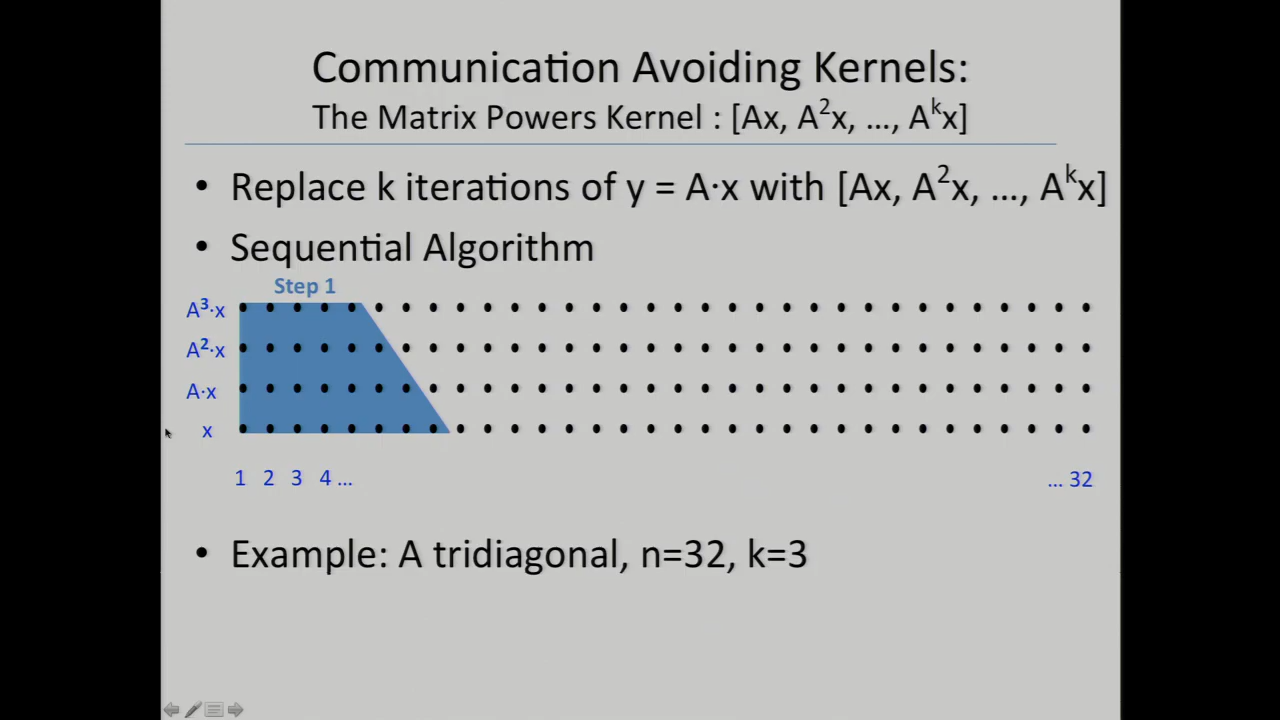 Communication Avoiding Kernels:
The Matrix Powers Kernel : [Ax, A²x, …, Aᵏx]
• Replace k iterations of y = A·x with [Ax, A²x, …, Aᵏx]
• Sequential Algorithm
Step 1
A³·x
A²·x
A·x
x
1 2 3 4 … … 32
• Example: A tridiagonal, n=32, k=3